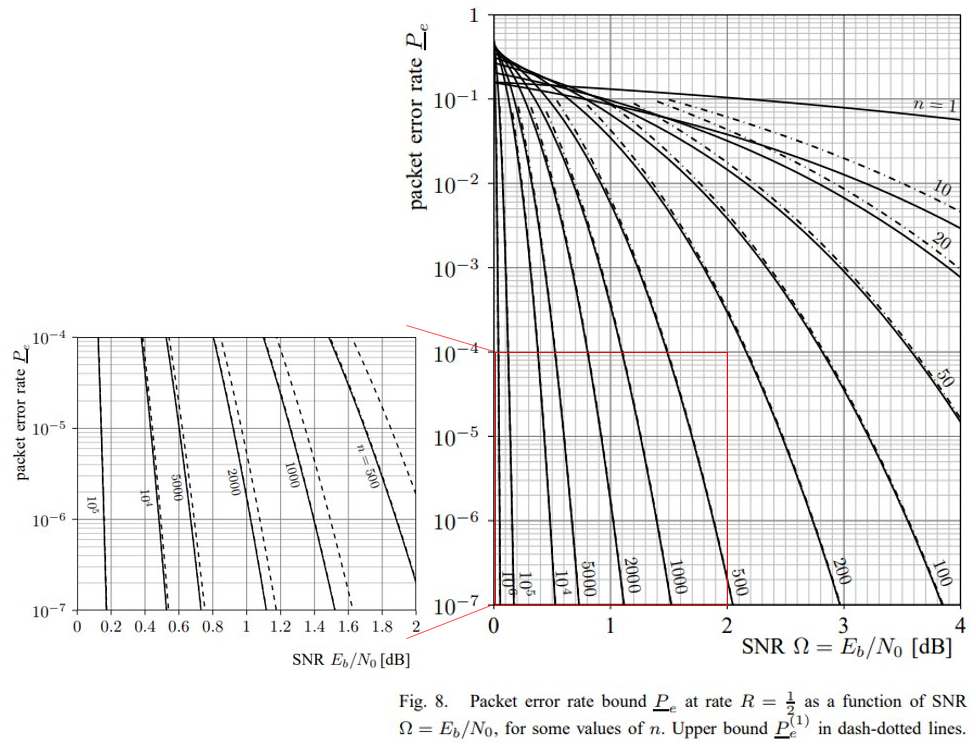 packet error rate P_e
10^{-4}
10^{-5}
10^{-6}
10^{-7}
10^5
10^4
5000
2000
1000
n = 500
0 0.2 0.4 0.6 0.8 1 1.2 1.4 1.6 1.8 2
SNR E_b/N_0 [dB]
packet error rate P_e
1
10^{-1}
10^{-2}
10^{-3}
10^{-4}
10^{-5}
10^{-6}
10^{-7}
n = 1
10
20
50
10^6
10^5
10^4
5000
2000
1000
500
200
100
0 1 2 3 4
SNR Ω = E_b/N_0 [dB]
Fig. 8. Packet error rate bound P_e at rate R = 1/2 as a function of SNR
Ω = E_b/N_0, for some values of n. Upper bound P_e^{(1)} in dash-dotted lines.